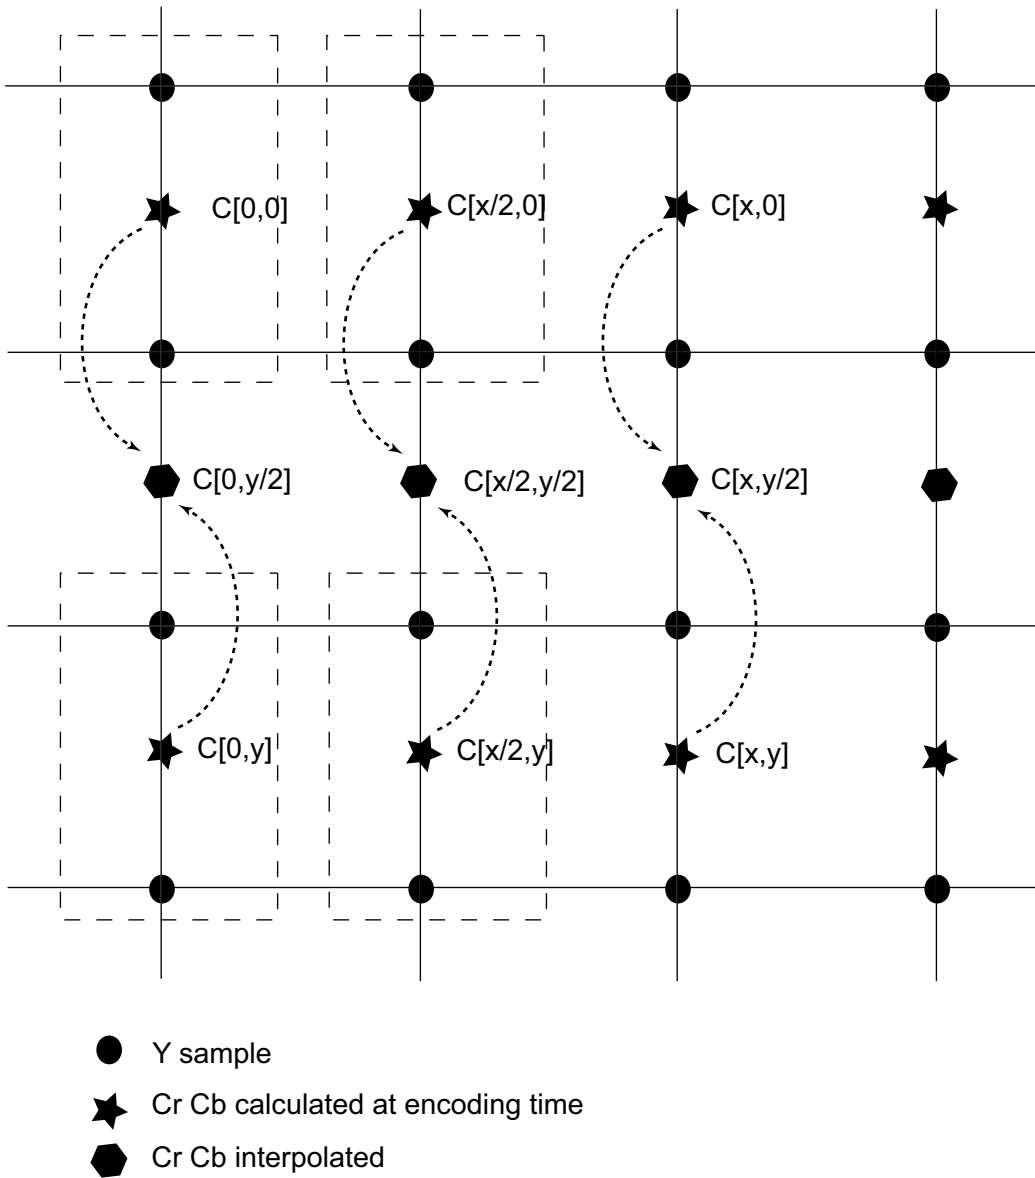 C[0,0]
C[x/2,0]
C[x,0]
C[0,y/2]
C[x/2,y/2]
C[x,y/2]
C[0,y]
C[x/2,y]
C[x,y]
Y sample
Cr Cb calculated at encoding time
Cr Cb interpolated